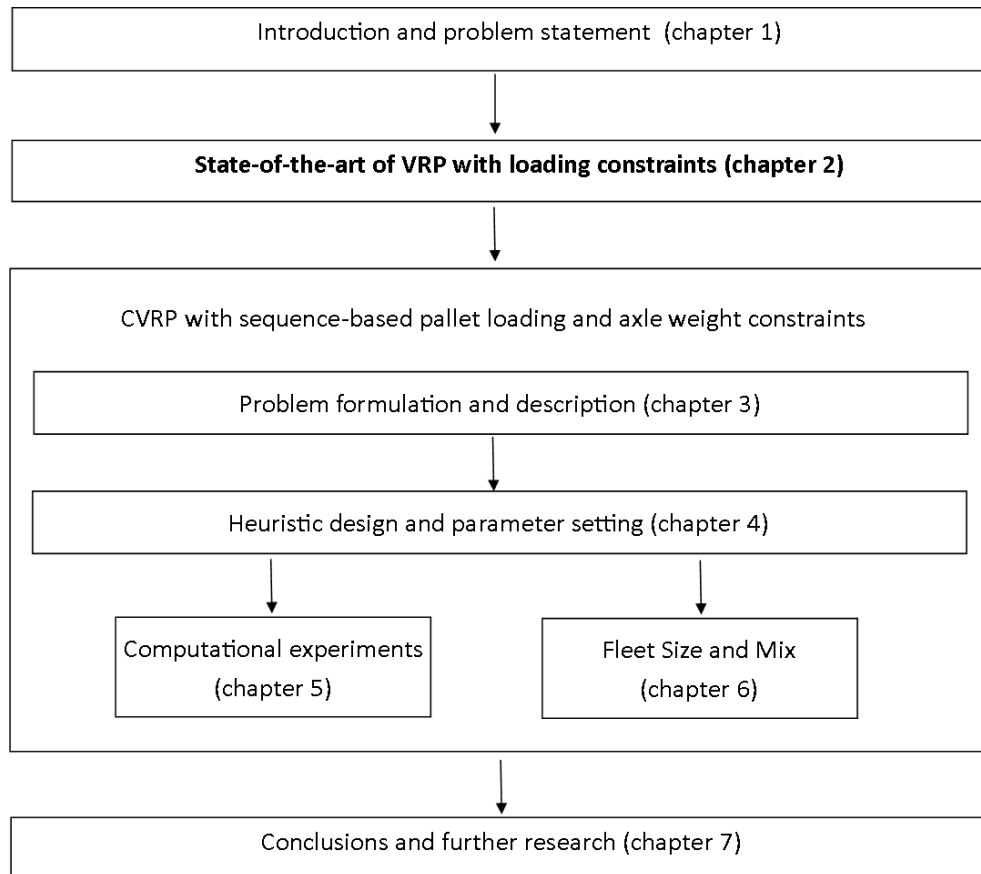 Introduction and problem statement (chapter 1)
State-of-the-art of VRP with loading constraints (chapter 2)
CVRP with sequence-based pallet loading and axle weight constraints
Problem formulation and description (chapter 3)
Heuristic design and parameter setting (chapter 4)
Computational experiments
(chapter 5)
Fleet Size and Mix
(chapter 6)
Conclusions and further research (chapter 7)